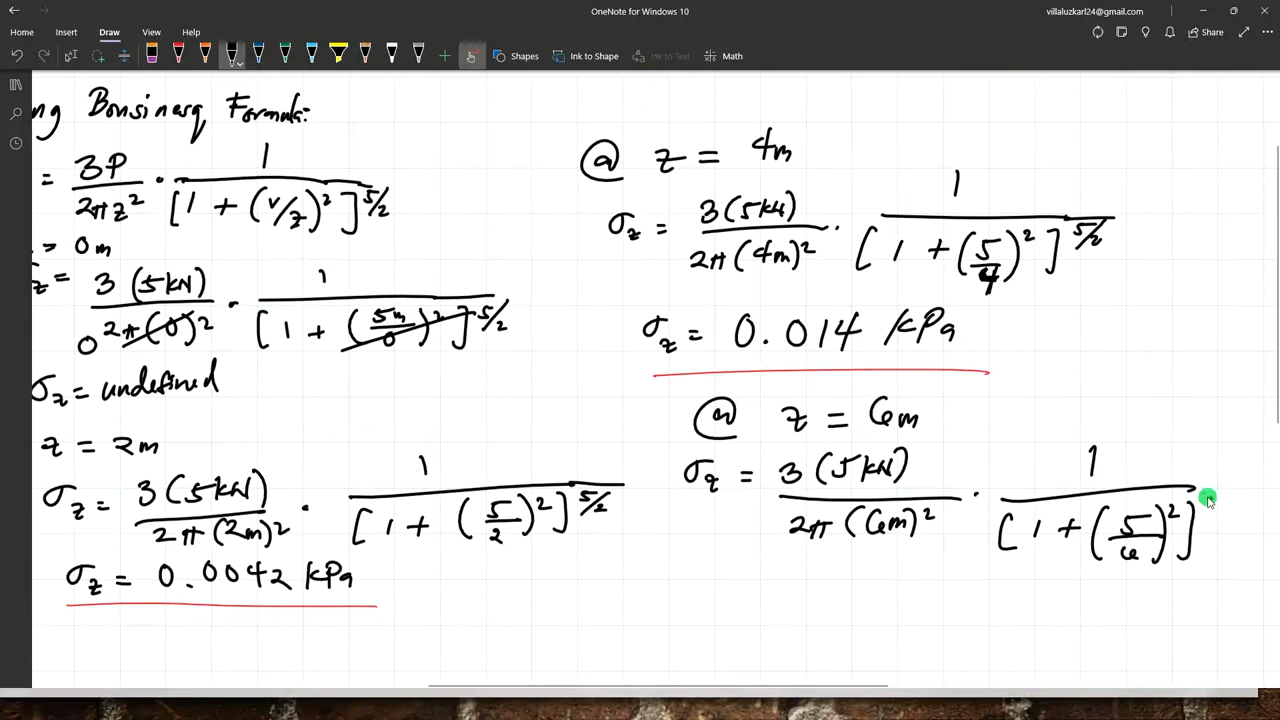 OneNote for Windows 10
villaluzkarl24@gmail.com
Home Insert Draw View Help
Share
Shapes Ink to Shape Ink to Text Math
ng Bousinesq Formula:
= 3P / 2πz² · 1 / [1 + (r/z)²]^5/2
= 0m
z = 3(5kN) / 2π(0)² 0 · 1 / [1 + (5m/0)²]^5/2
σz = undefined
z = 2m
σz = 3(5kN) / 2π(2m)² · 1 / [1 + (5/2)²]^5/2
σz = 0.0042 kPa
@ z = 4m
σz = 3(5kN) / 2π(4m)² · 1 / [1 + (5/4)²]^5/2
σz = 0.014 kPa
@ z = 6m
σz = 3(5kN) / 2π(6m)² · 1 / [1 + (5/6)²]